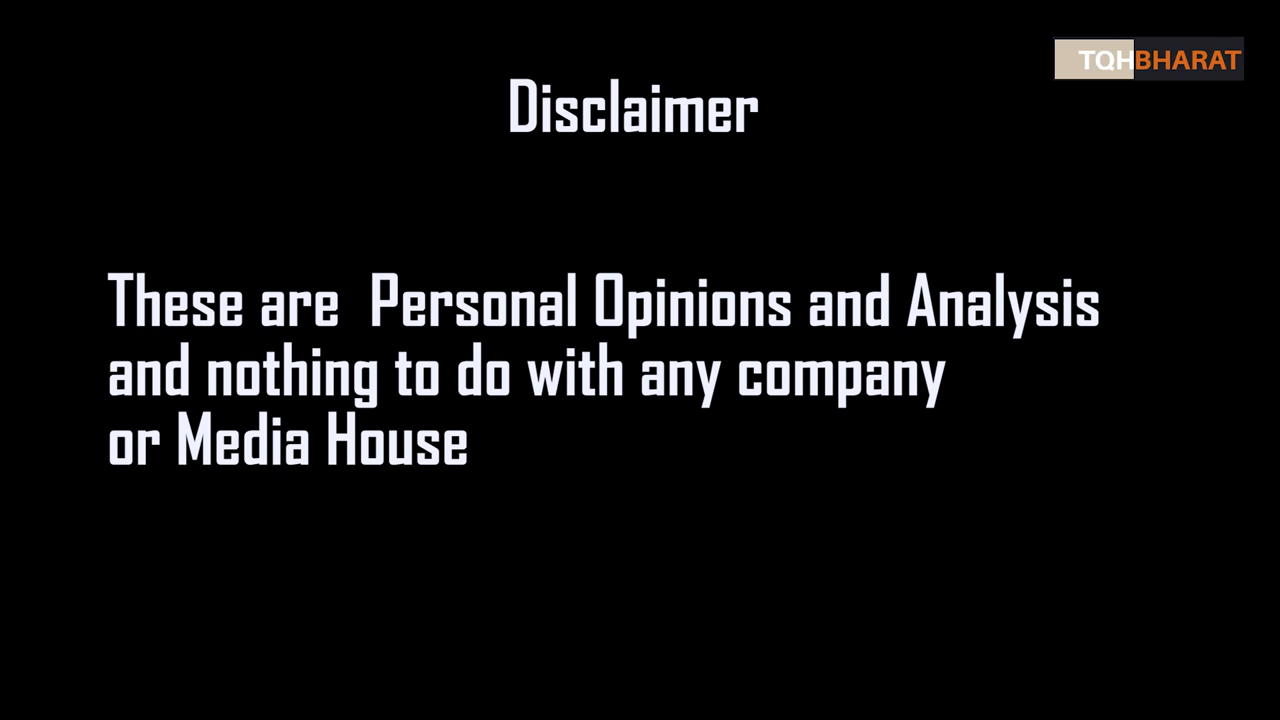 TQHBHARAT
Disclaimer
These are  Personal Opinions and Analysis
and nothing to do with any company
or Media House